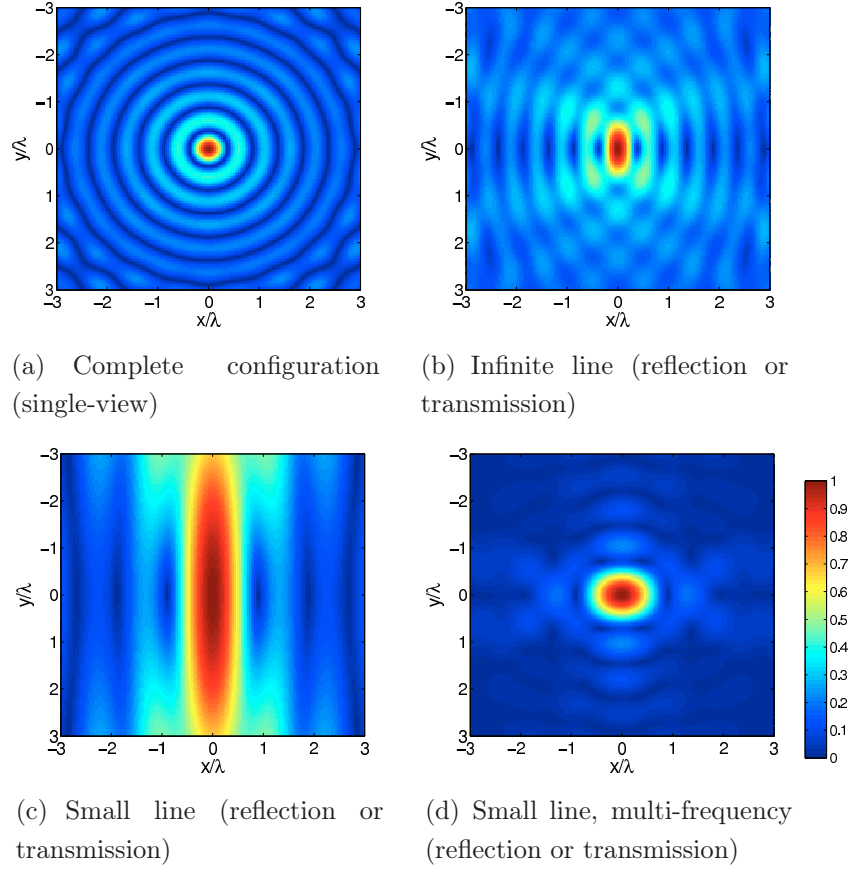 −3
−2
−1
0
1
2
3
−3 −2 −1 0 1 2 3
y/λ
x/λ
(a) Complete configuration
(single-view)
−3
−2
−1
0
1
2
3
−3 −2 −1 0 1 2 3
y/λ
x/λ
(b) Infinite line (reflection or
transmission)
−3
−2
−1
0
1
2
3
−3 −2 −1 0 1 2 3
y/λ
x/λ
(c) Small line (reflection or
transmission)
−3
−2
−1
0
1
2
3
−3 −2 −1 0 1 2 3
y/λ
x/λ
1
0.9
0.8
0.7
0.6
0.5
0.4
0.3
0.2
0.1
0
(d) Small line, multi-frequency
(reflection or transmission)